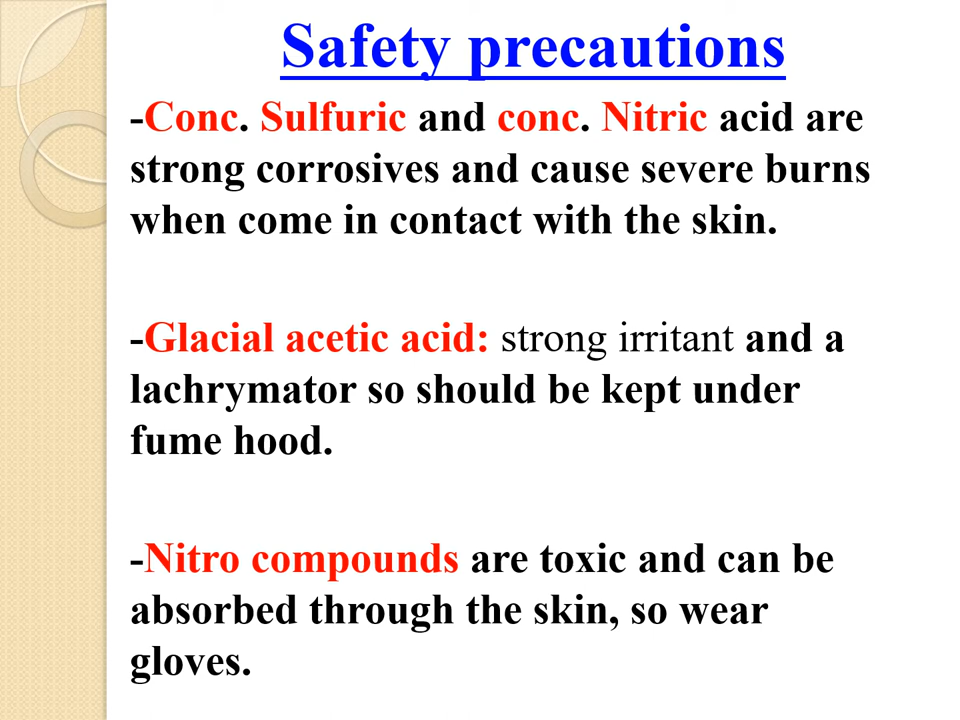 Safety precautions
-Conc. Sulfuric and conc. Nitric acid are
strong corrosives and cause severe burns
when come in contact with the skin.
-Glacial acetic acid: strong irritant and a
lachrymator so should be kept under
fume hood.
-Nitro compounds are toxic and can be
absorbed through the skin, so wear
gloves.